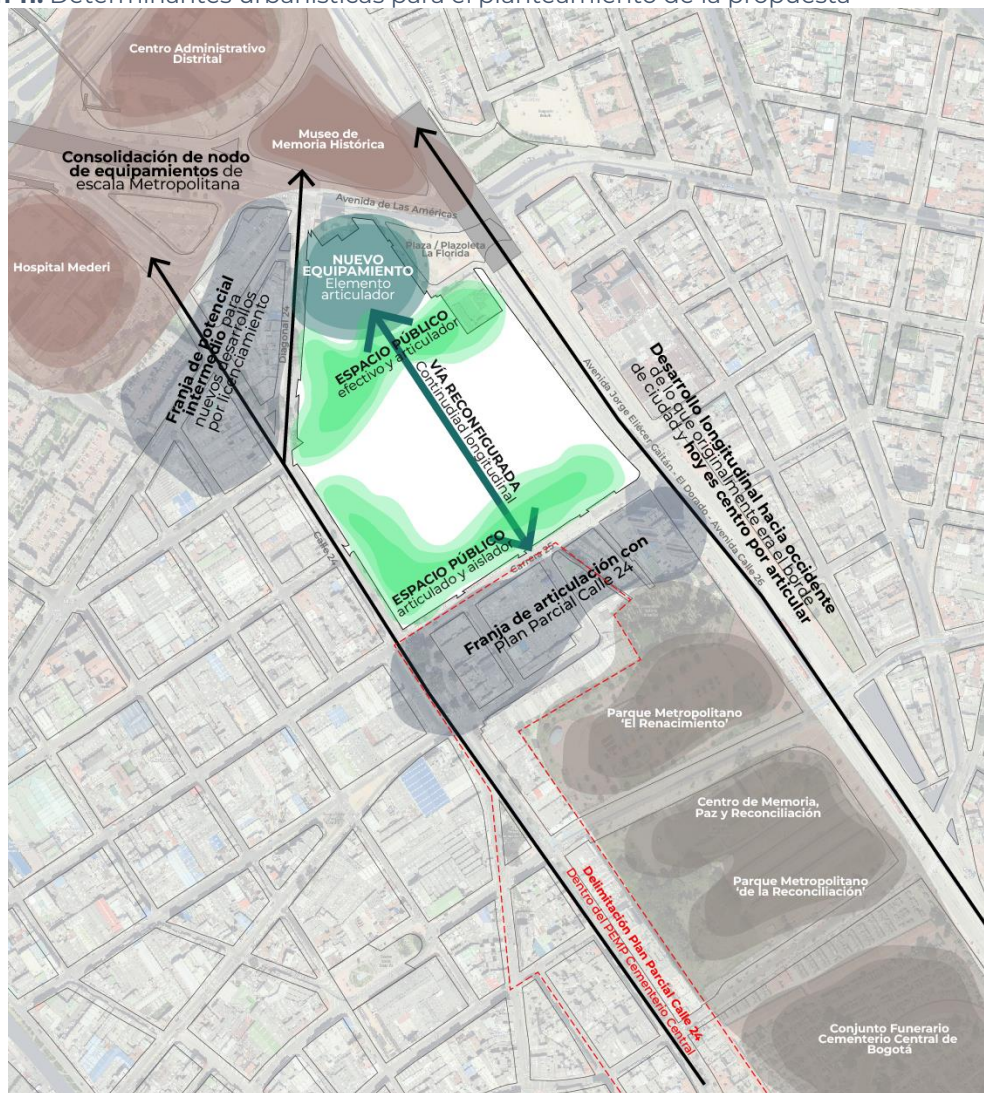 Determinantes urbanísticas para el planteamiento de la propuesta
Centro Administrativo
Distrital
Museo de
Memoria Histórica
Consolidación de nodo
de equipamientos de
escala Metropolitana
Avenida de Las Américas
Plaza / Plazoleta
La Florida
Hospital Mederi
NUEVO
EQUIPAMIENTO
Elemento
articulador
Franja de potencial
intermedio para
nuevos desarrollos
por licenciamiento
Diagonal 24
ESPACIO PÚBLICO
efectivo y articulador
VÍA RECONFIGURADA
Continudiad longitudinal
Desarrollo longitudinal hacia occidente
de lo que originalmente era el borde
de ciudad y hoy es centro por articular
Avenida Jorge Eliécer Gaitán - El Dorado - Avenida Calle 26
Calle 24
ESPACIO PÚBLICO
articulado y aislador
Carrera 25
Franja de articulación con
Plan Parcial Calle 24
Parque Metropolitano
'El Renacimiento'
Centro de Memoria,
Paz y Reconciliación
Parque Metropolitano
'de la Reconciliación'
Delimitación Plan Parcial Calle 24
Dentro del PEMP Cementerio Central
Conjunto Funerario
Cementerio Central de
Bogotá